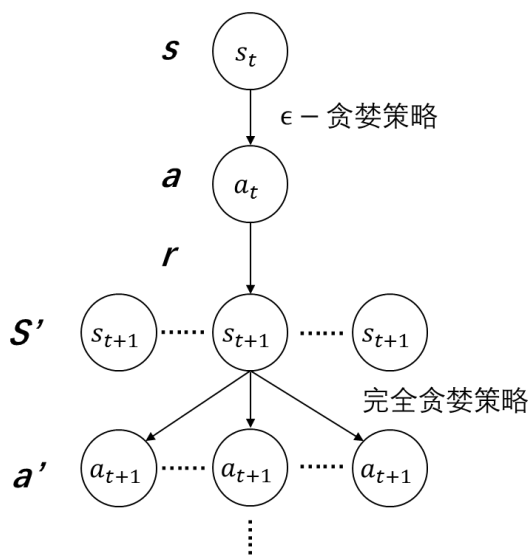 s s_t
ϵ − 贪婪策略
a a_t
r
S' s_{t+1} ...... s_{t+1} ...... s_{t+1}
完全贪婪策略
a' a_{t+1} ...... a_{t+1} ...... a_{t+1}